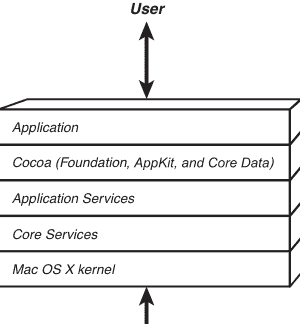 User
Application
Cocoa (Foundation, AppKit, and Core Data)
Application Services
Core Services
Mac OS X kernel